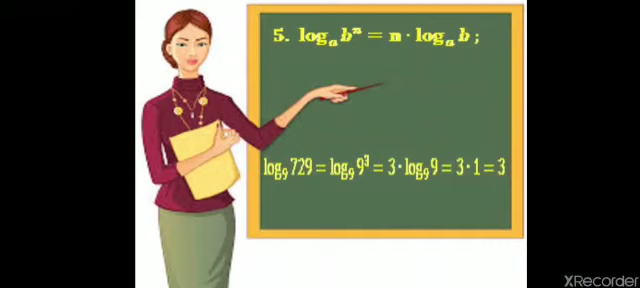 5. logₐ bⁿ = n · logₐ b ;
log₉ 729 = log₉ 9³ = 3 · log₉ 9 = 3 · 1 = 3
XRecorder